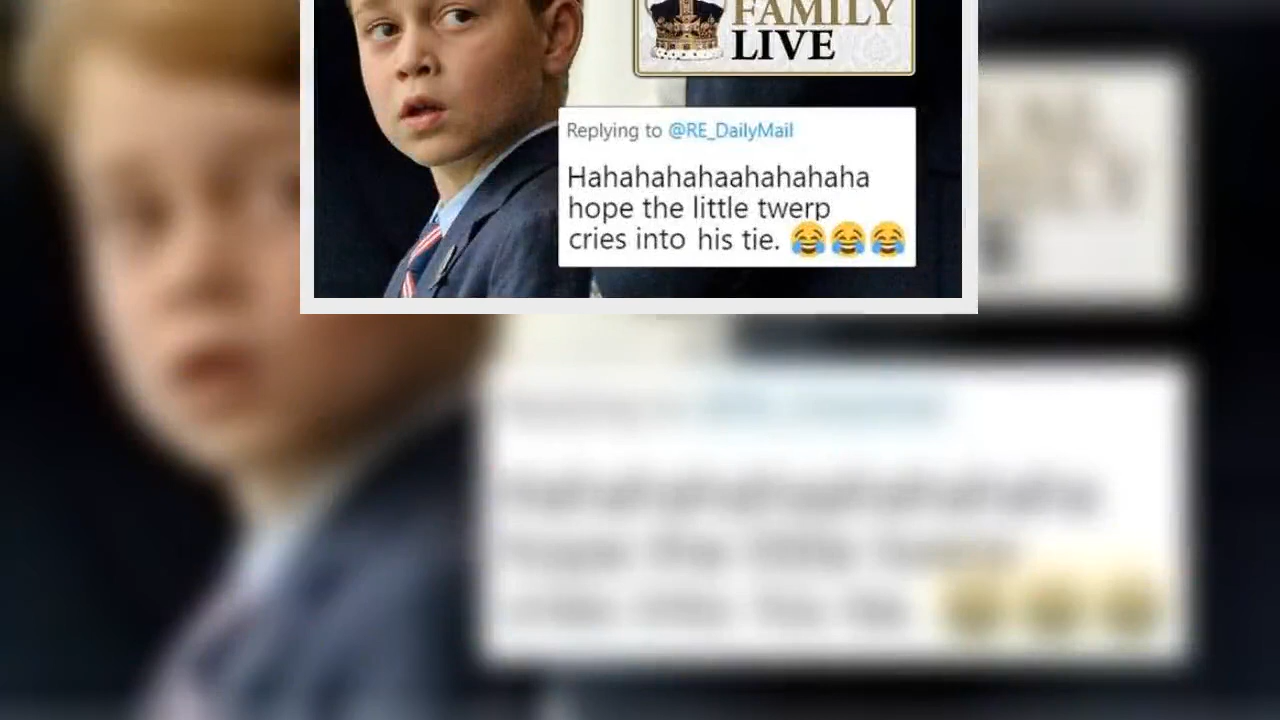 FAMILY
LIVE
Replying to @RE_DailyMail
Hahahahahaahahahaha
hope the little twerp
cries into his tie. 😂😂😂